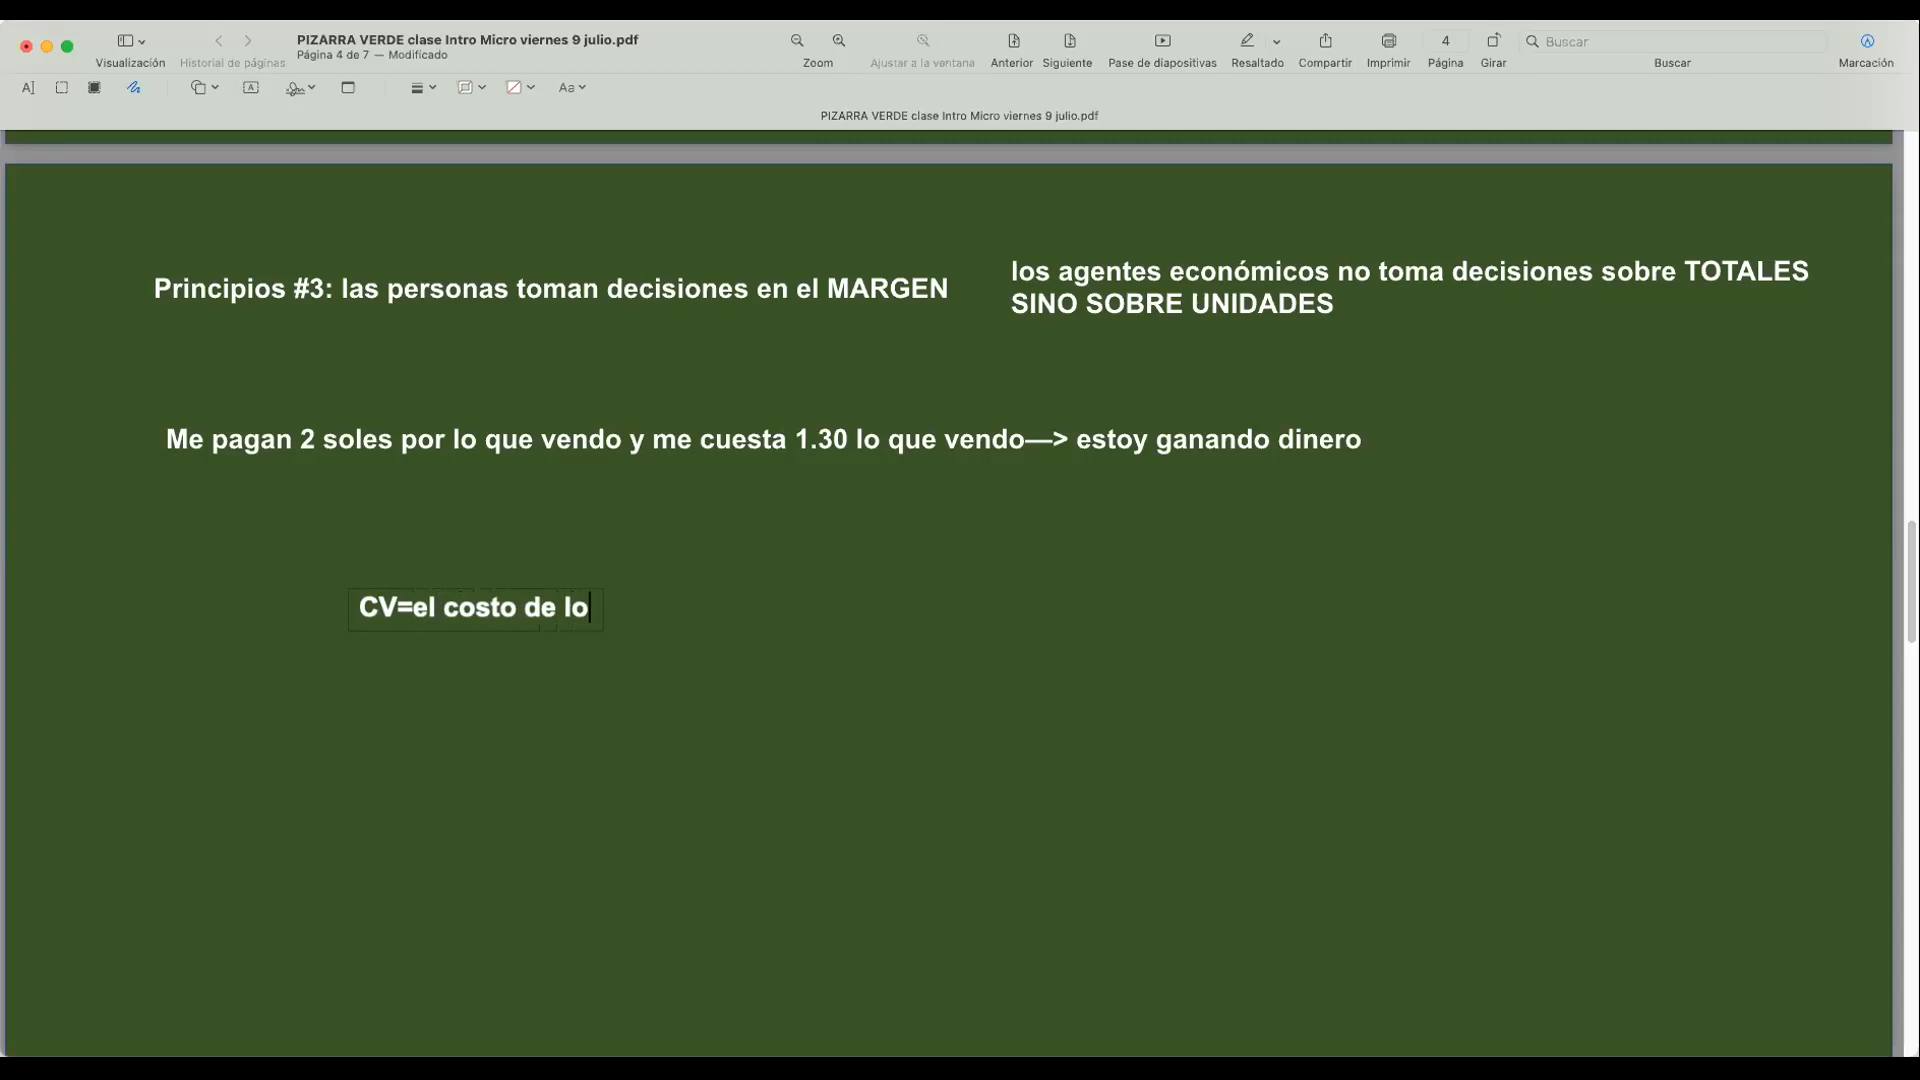 PIZARRA VERDE clase Intro Micro viernes 9 julio.pdf
Página 4 de 7 — Modificado
Visualización
Historial de páginas
Zoom
Ajustar a la ventana
Anterior
Siguiente
Pase de diapositivas
Resaltado
Compartir
Imprimir
4
Página
Girar
Buscar
Buscar
Marcación
Aa
PIZARRA VERDE clase Intro Micro viernes 9 julio.pdf
Principios #3: las personas toman decisiones en el MARGEN
los agentes económicos no toma decisiones sobre TOTALES
SINO SOBRE UNIDADES
Me pagan 2 soles por lo que vendo y me cuesta 1.30 lo que vendo—> estoy ganando dinero
CV=el costo de lo